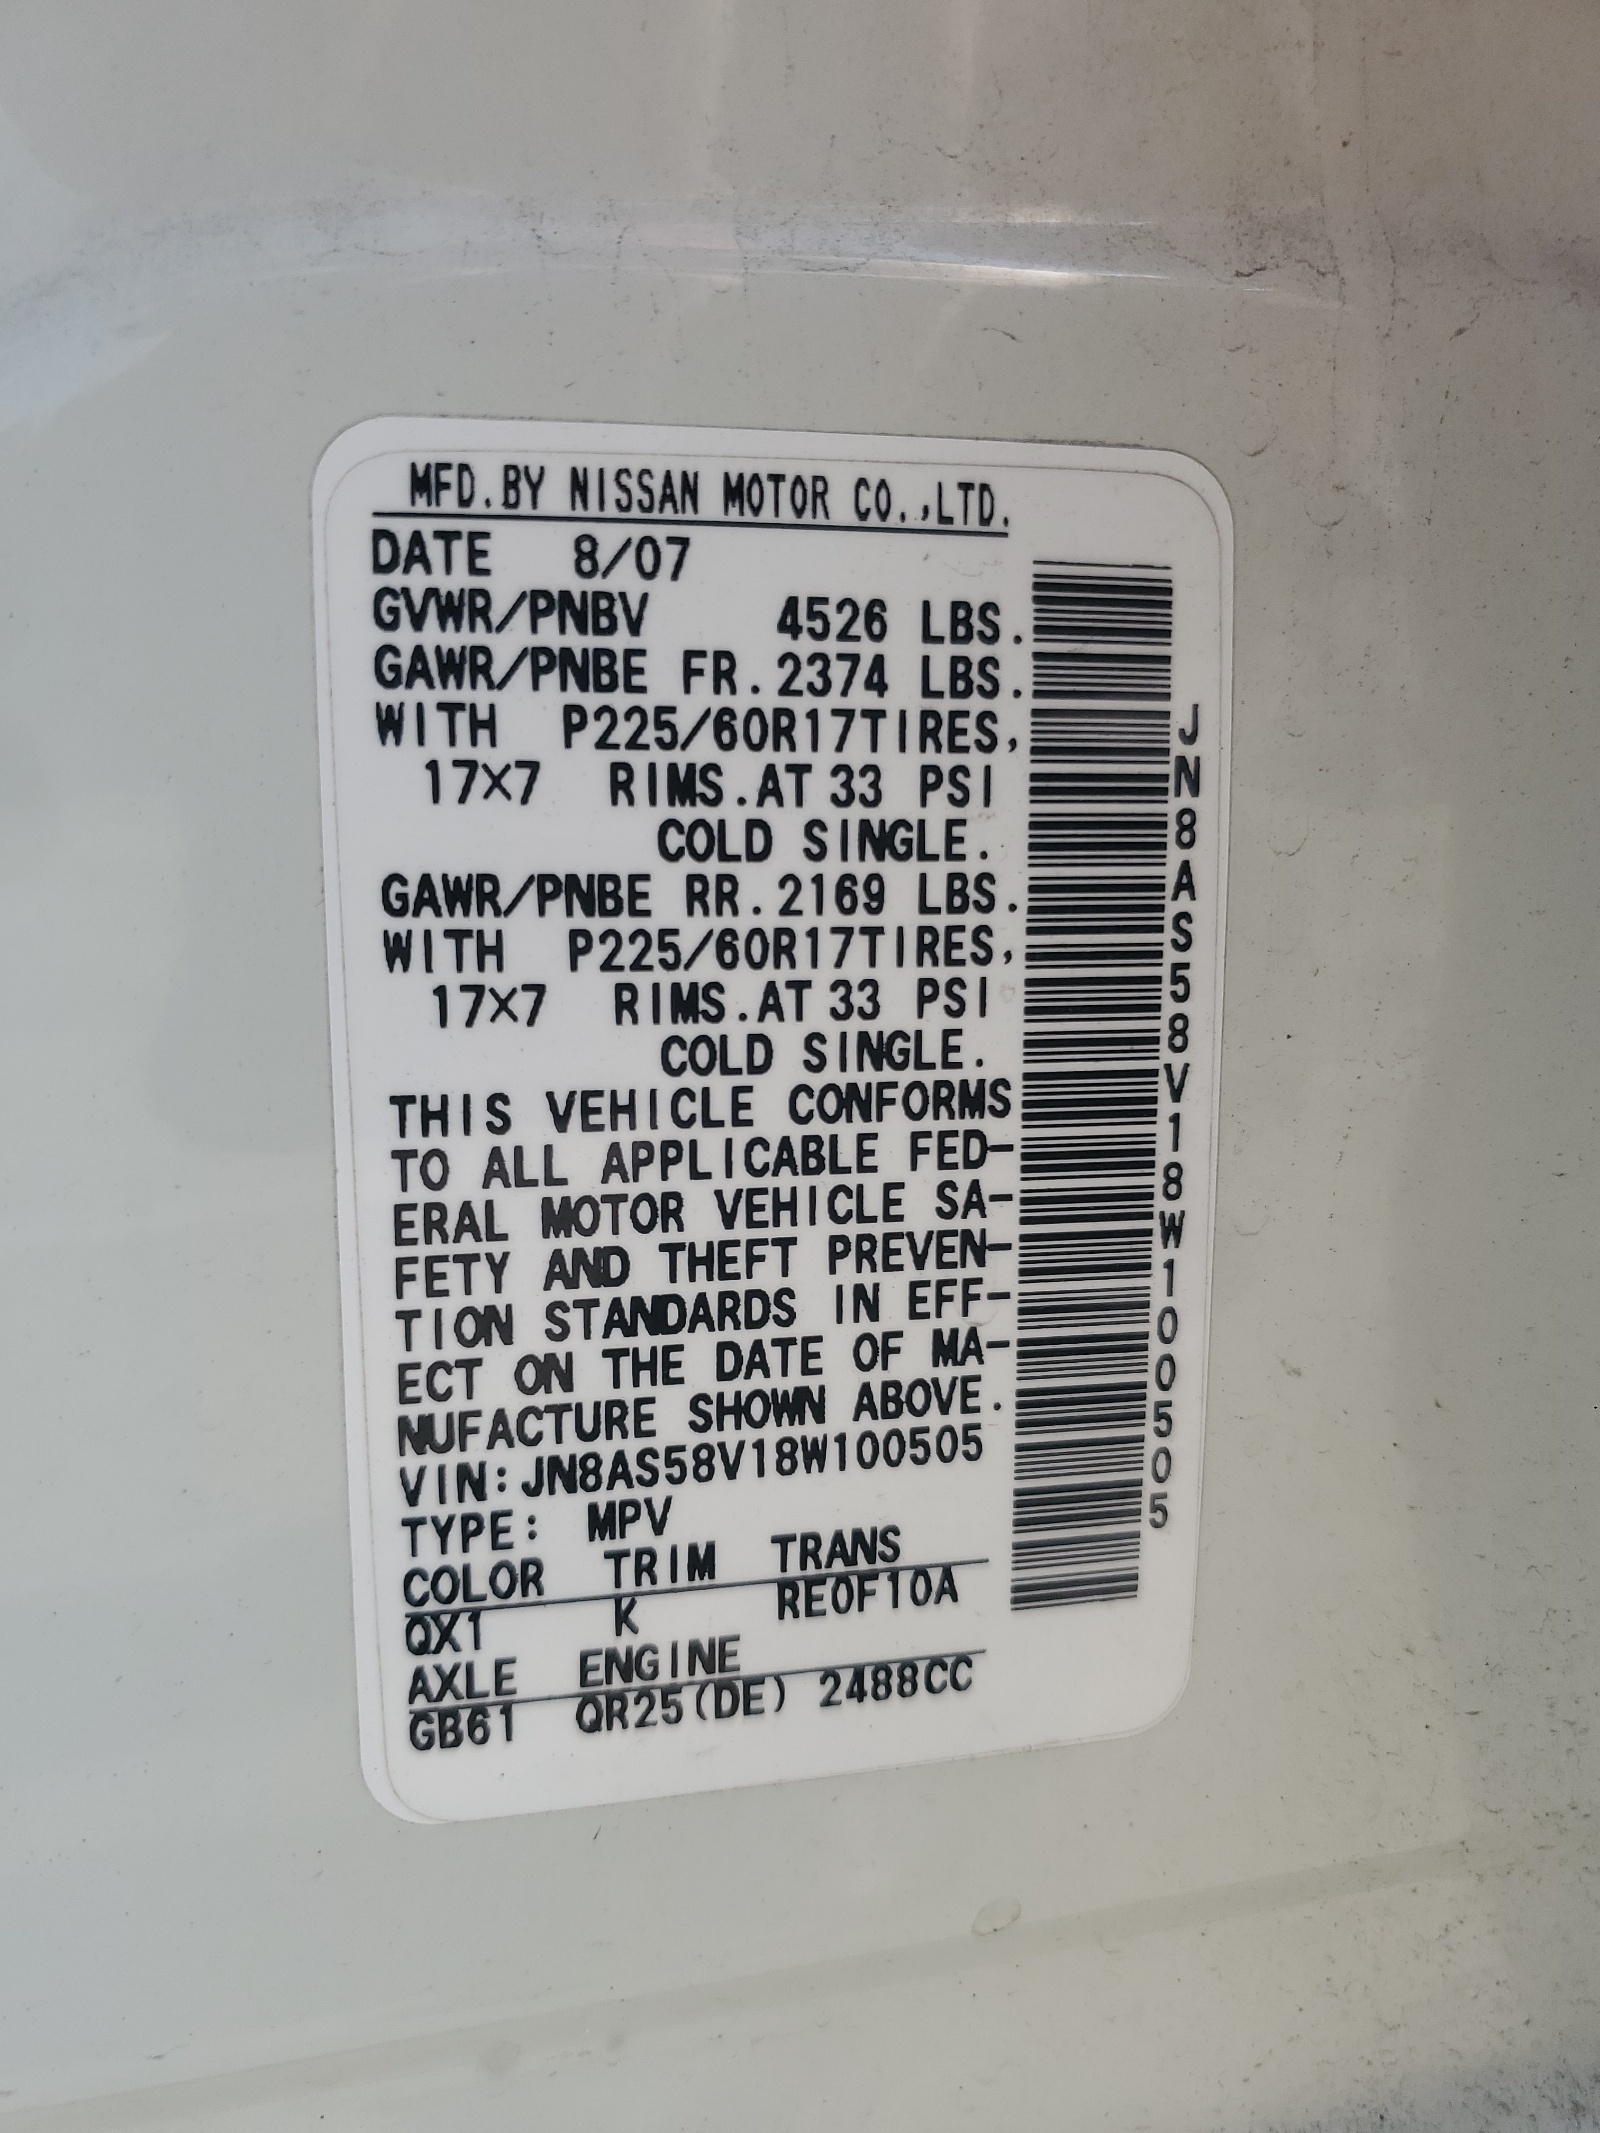 MFD.BY NISSAN MOTOR CO.,LTD.
DATE 8/07
GVWR/PNBV 4526 LBS.
GAWR/PNBE FR.2374 LBS.
WITH P225/60R17TIRES,
17X7 RIMS.AT 33 PSI
COLD SINGLE.
GAWR/PNBE RR.2169 LBS.
WITH P225/60R17TIRES,
17X7 RIMS.AT 33 PSI
COLD SINGLE.
THIS VEHICLE CONFORMS
TO ALL APPLICABLE FED-
ERAL MOTOR VEHICLE SA-
FETY AND THEFT PREVEN-
TION STANDARDS IN EFF-
ECT ON THE DATE OF MA-
NUFACTURE SHOWN ABOVE.
VIN:JN8AS58V18W100505
TYPE: MPV
COLOR TRIM TRANS
QX1 K RE0F10A
AXLE ENGINE
GB61 QR25(DE) 2488CC
JN8AS58V18W100505